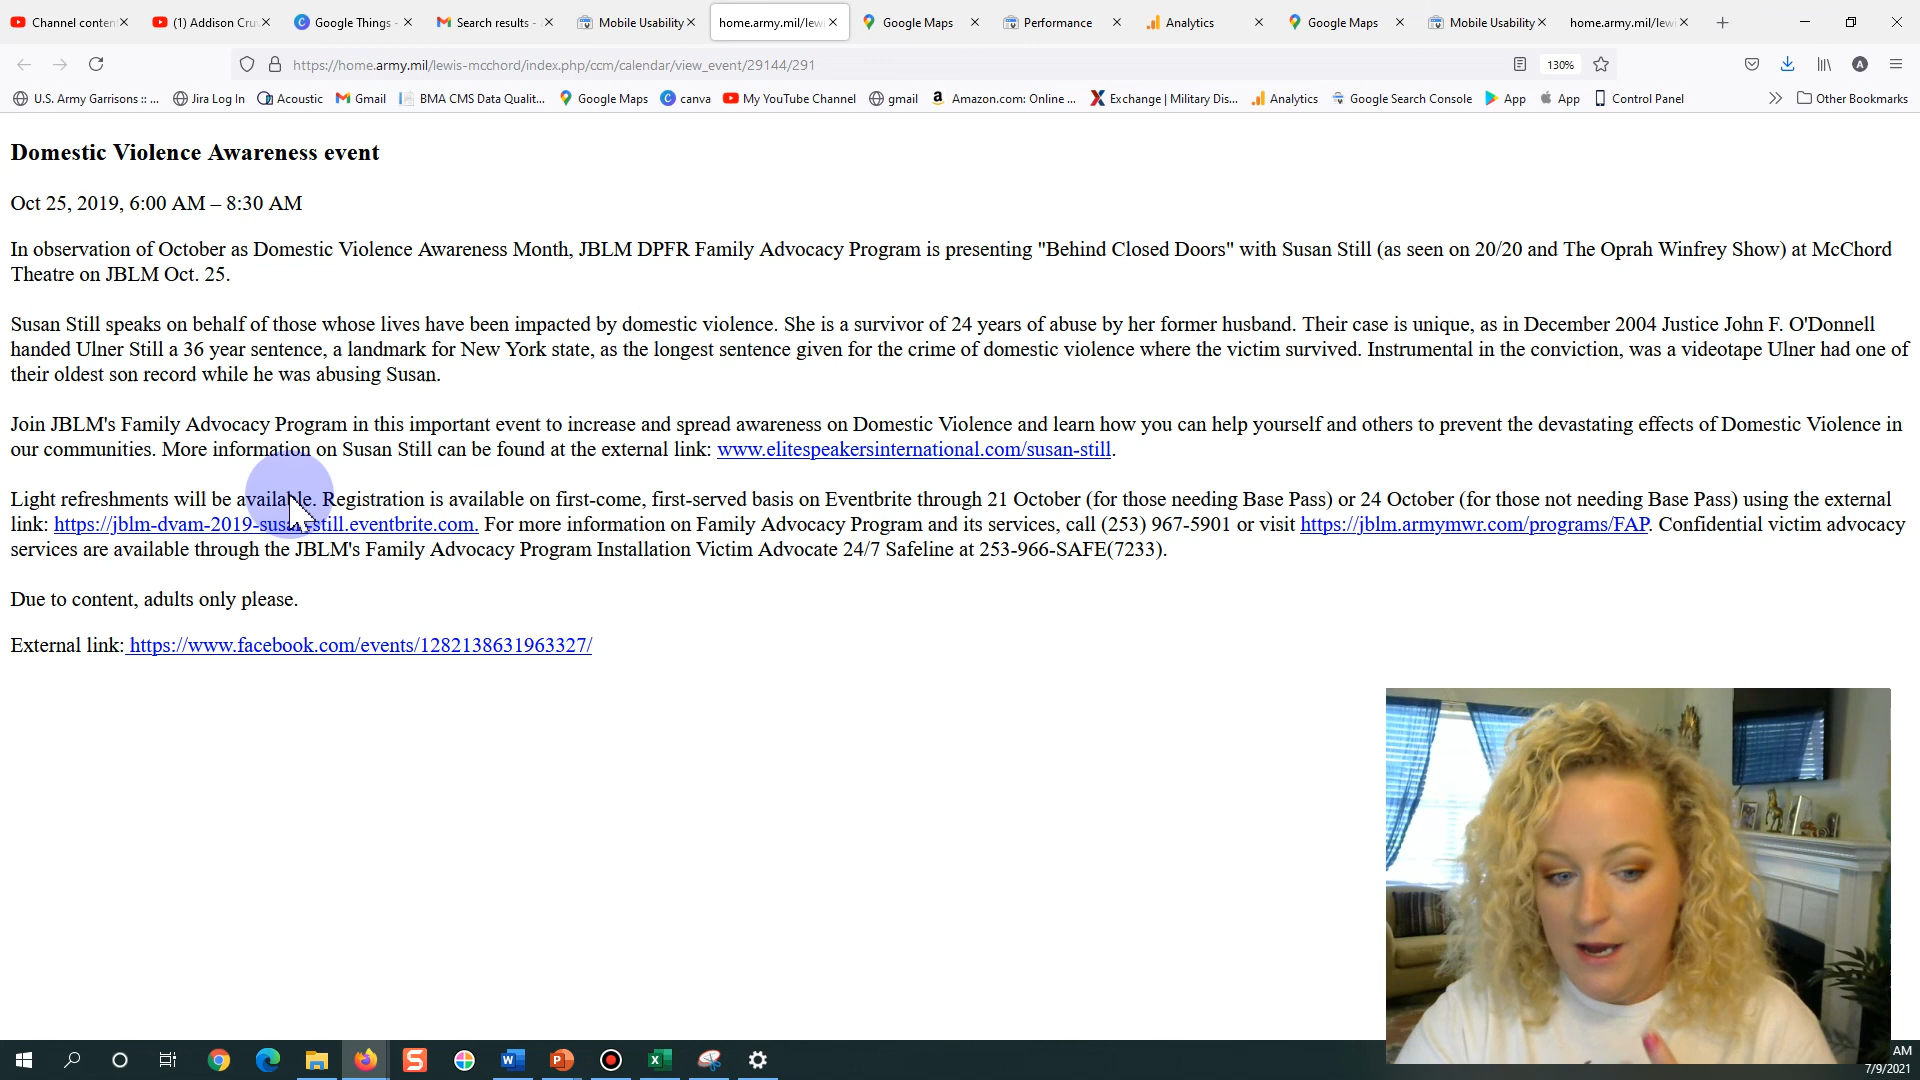 Channel conten
(1) Addison Cru
Google Things -
Search results -
Mobile Usability
home.army.mil/lewi
Google Maps
Performance
Analytics
Google Maps
Mobile Usability
home.army.mil/lewi
https://home.army.mil/lewis-mcchord/index.php/ccm/calendar/view_event/29144/291
130%
A
U.S. Army Garrisons :: ...
Jira Log In
Acoustic
Gmail
BMA CMS Data Qualit...
Google Maps
canva
My YouTube Channel
gmail
Amazon.com: Online ...
Exchange | Military Dis...
Analytics
Google Search Console
App
App
Control Panel
Other Bookmarks
Domestic Violence Awareness event
Oct 25, 2019, 6:00 AM – 8:30 AM
In observation of October as Domestic Violence Awareness Month, JBLM DPFR Family Advocacy Program is presenting "Behind Closed Doors" with Susan Still (as seen on 20/20 and The Oprah Winfrey Show) at McChord
Theatre on JBLM Oct. 25.
Susan Still speaks on behalf of those whose lives have been impacted by domestic violence. She is a survivor of 24 years of abuse by her former husband. Their case is unique, as in December 2004 Justice John F. O'Donnell
handed Ulner Still a 36 year sentence, a landmark for New York state, as the longest sentence given for the crime of domestic violence where the victim survived. Instrumental in the conviction, was a videotape Ulner had one of
their oldest son record while he was abusing Susan.
Join JBLM's Family Advocacy Program in this important event to increase and spread awareness on Domestic Violence and learn how you can help yourself and others to prevent the devastating effects of Domestic Violence in
our communities. More information on Susan Still can be found at the external link: www.elitespeakersinternational.com/susan-still.
Light refreshments will be available. Registration is available on first-come, first-served basis on Eventbrite through 21 October (for those needing Base Pass) or 24 October (for those not needing Base Pass) using the external
link: https://jblm-dvam-2019-susan-still.eventbrite.com. For more information on Family Advocacy Program and its services, call (253) 967-5901 or visit https://jblm.armymwr.com/programs/FAP. Confidential victim advocacy
services are available through the JBLM's Family Advocacy Program Installation Victim Advocate 24/7 Safeline at 253-966-SAFE(7233).
Due to content, adults only please.
External link: https://www.facebook.com/events/1282138631963327/
AM
7/9/2021